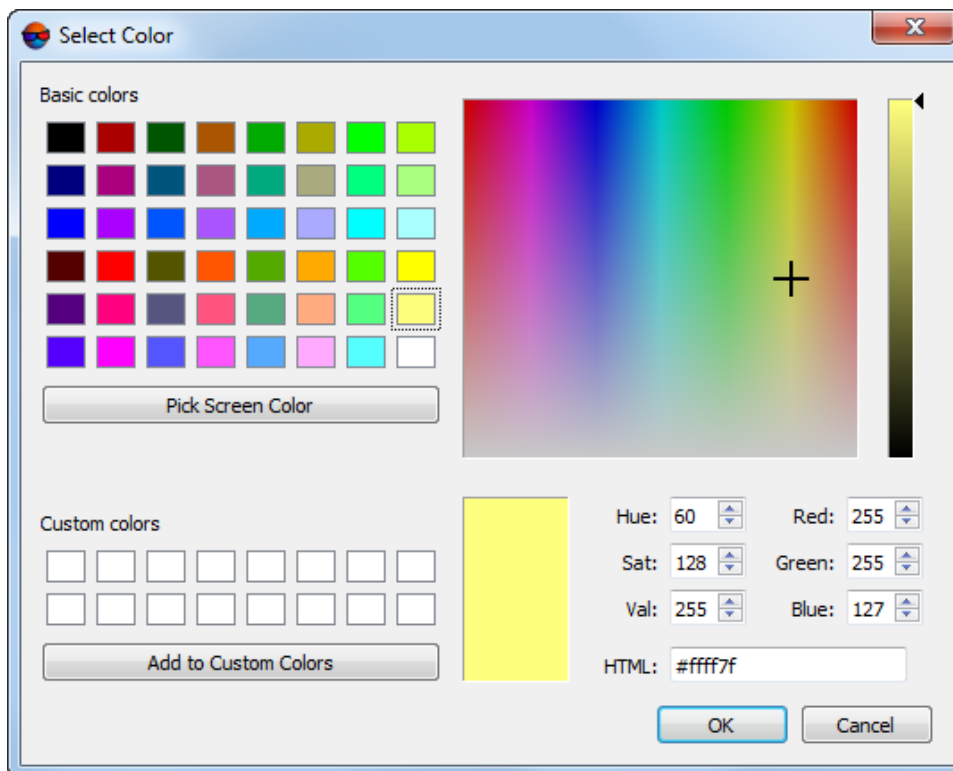 Select Color
Basic colors
Pick Screen Color
Custom colors
Add to Custom Colors
Hue: 60 Red: 255
Sat: 128 Green: 255
Val: 255 Blue: 127
HTML: #ffff7f
OK Cancel